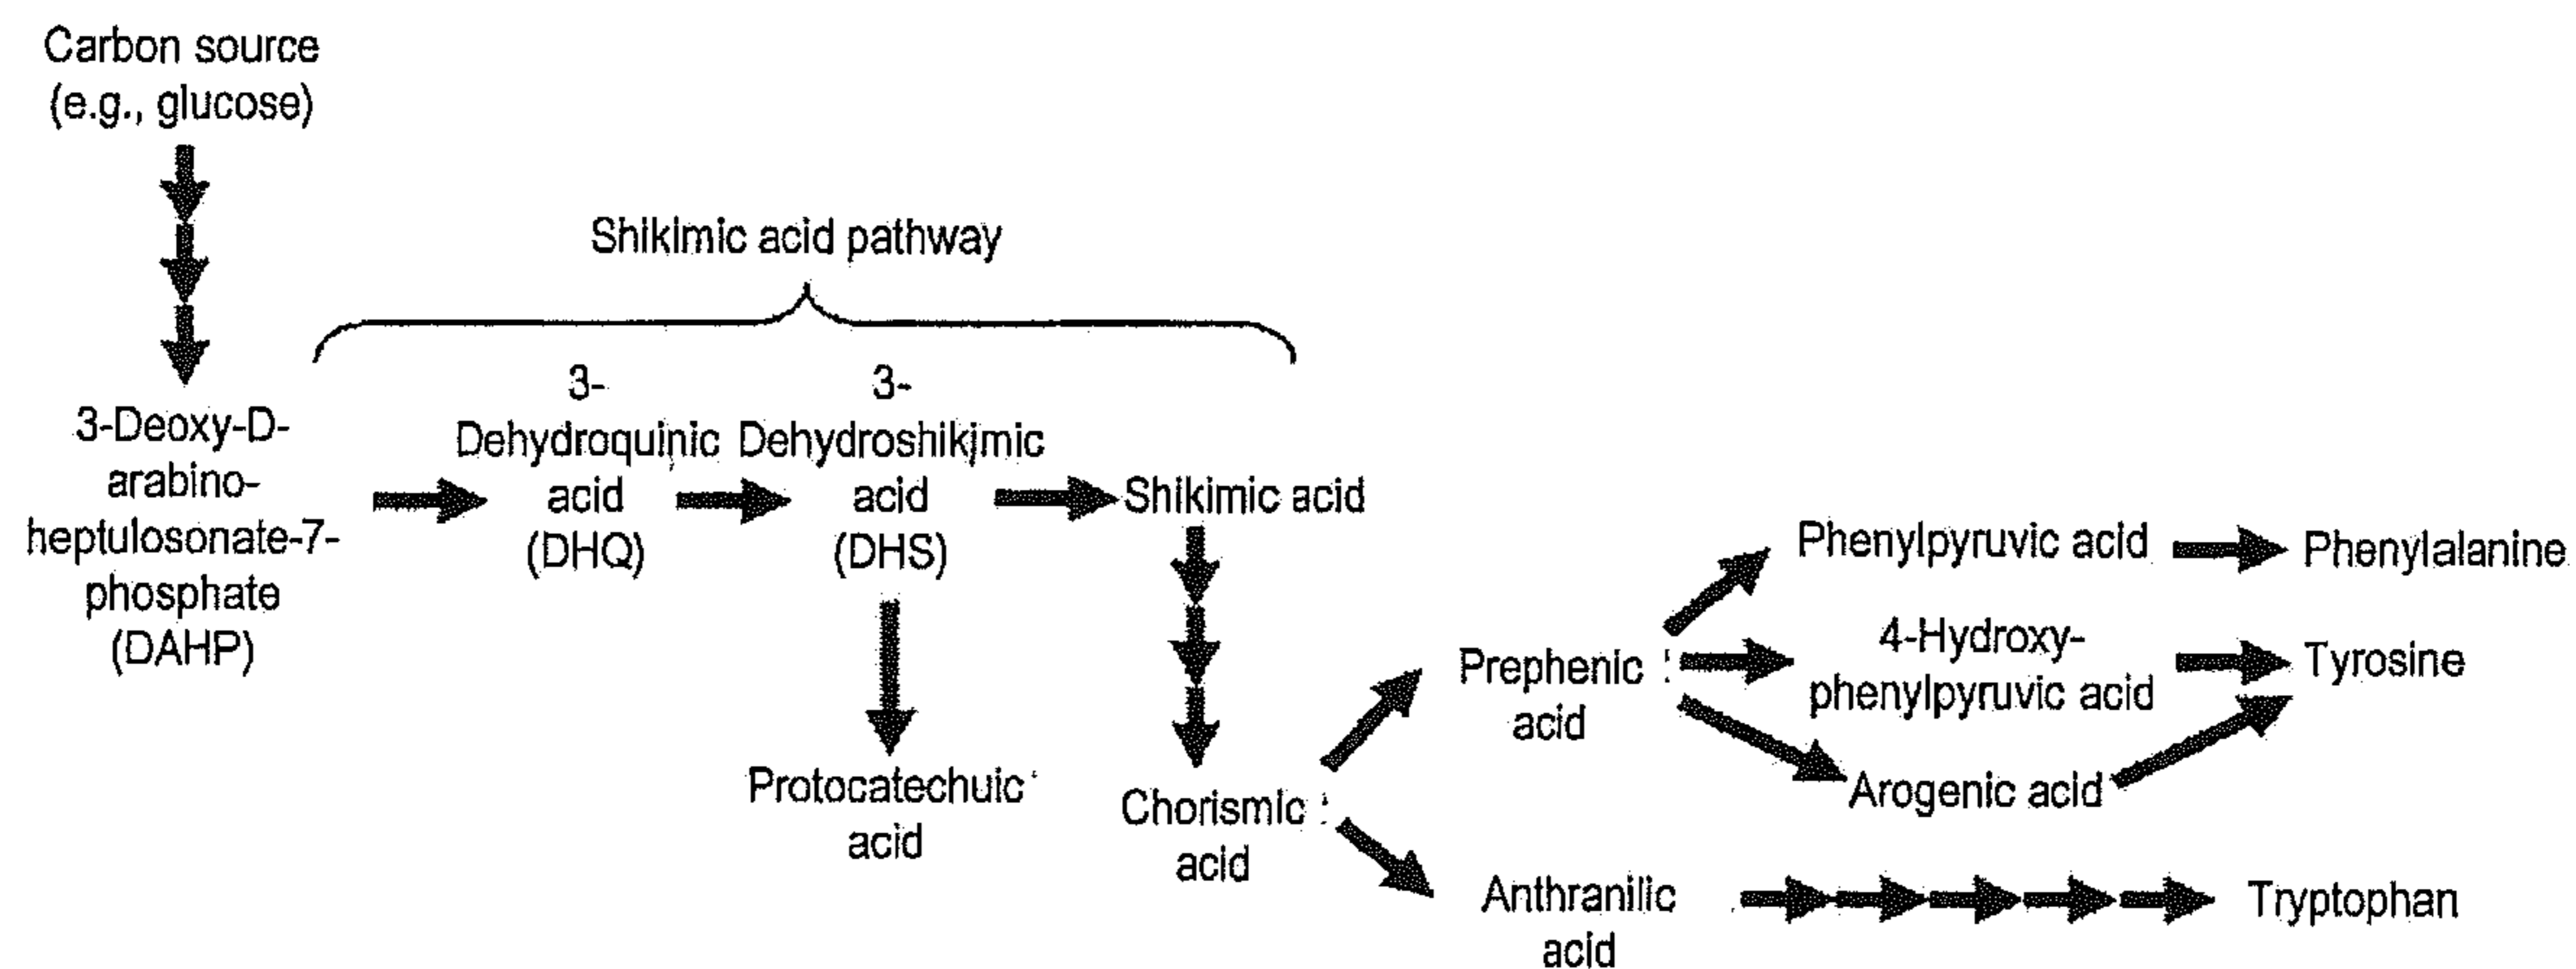 Carbon source
(e.g., glucose)
Shikimic acid pathway
3-Deoxy-D-
arabino-
heptulosonate-7-
phosphate
(DAHP)
3-
Dehydroquinic
acid
(DHQ)
3-
Dehydroshikimic
acid
(DHS)
Shikimic acid
Protocatechuic
acid
Chorismic
acid
Prephenic
acid
Anthranilic
acid
Phenylpyruvic acid
Phenylalanine
4-Hydroxy-
phenylpyruvic acid
Tyrosine
Arogenic acid
Tryptophan